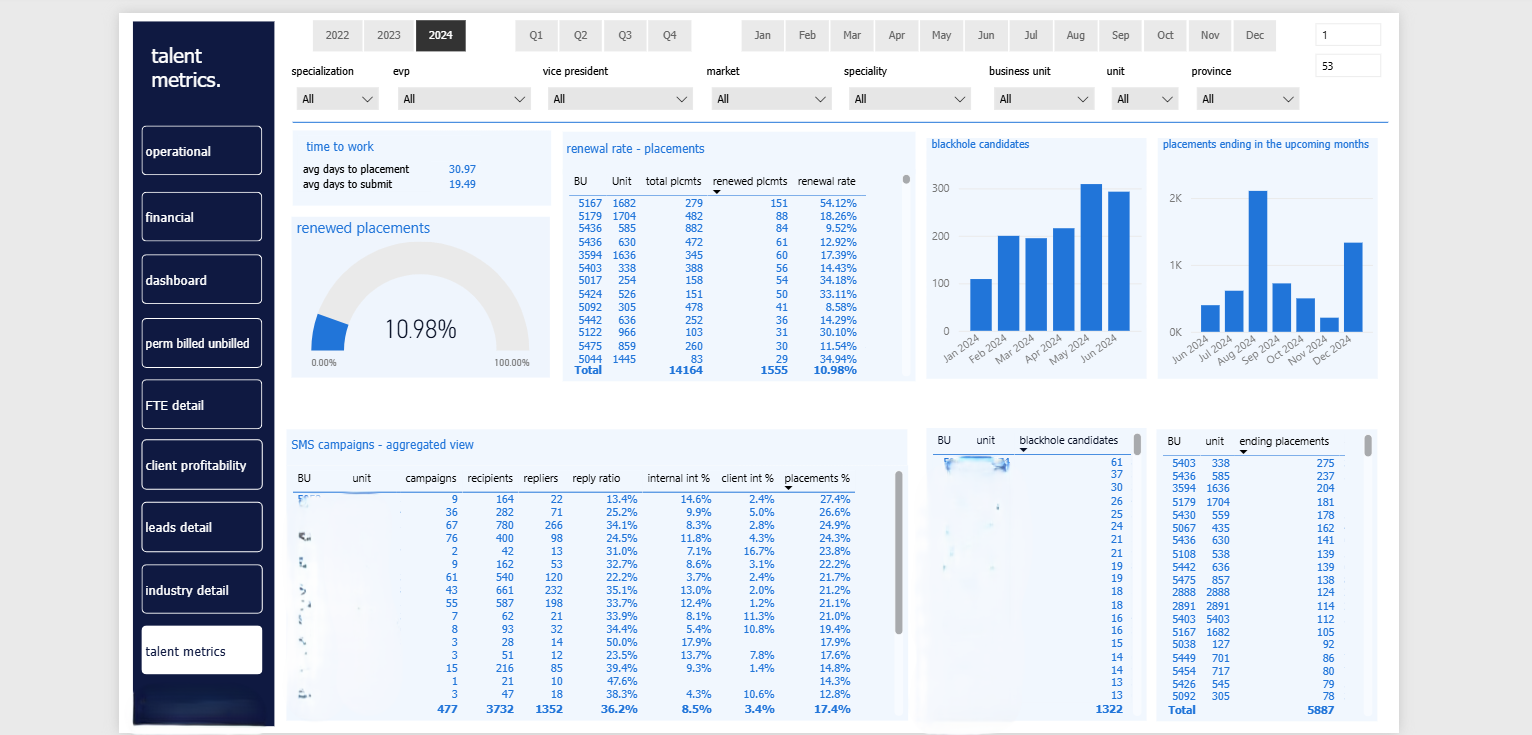 talent
metrics.
operational
financial
dashboard
perm billed unbilled
FTE detail
client profitability
leads detail
industry detail
talent metrics
2022 2023 2024 Q1 Q2 Q3 Q4 Jan Feb Mar Apr May Jun Jul Aug Sep Oct Nov Dec 1
53
specialization evp vice president market speciality business unit unit province
All All All All All All All All
time to work
avg days to placement 30.97
avg days to submit 19.49
renewed placements
10.98%
0.00% 100.00%
renewal rate - placements
BU Unit total plcmts renewed plcmts renewal rate
5167 1682 279 151 54.12%
5179 1704 482 88 18.26%
5436 585 882 84 9.52%
5436 630 472 61 12.92%
3594 1636 345 60 17.39%
5403 338 388 56 14.43%
5017 254 158 54 34.18%
5424 526 151 50 33.11%
5092 305 478 41 8.58%
5442 636 252 36 14.29%
5122 966 103 31 30.10%
5475 859 260 30 11.54%
5044 1445 83 29 34.94%
Total 14164 1555 10.98%
blackhole candidates
300
200
100
0
Jan 2024 Feb 2024 Mar 2024 Apr 2024 May 2024 Jun 2024
placements ending in the upcoming months
2K
1K
0K
Jun 2024 Jul 2024 Aug 2024 Sep 2024 Oct 2024 Nov 2024 Dec 2024
SMS campaigns - aggregated view
BU unit campaigns recipients repliers reply ratio internal int % client int % placements %
9 164 22 13.4% 14.6% 2.4% 27.4%
36 282 71 25.2% 9.9% 5.0% 26.6%
67 780 266 34.1% 8.3% 2.8% 24.9%
76 400 98 24.5% 11.8% 4.3% 24.3%
2 42 13 31.0% 7.1% 16.7% 23.8%
9 162 53 32.7% 8.6% 3.1% 22.2%
61 540 120 22.2% 3.7% 2.4% 21.7%
43 661 232 35.1% 13.0% 2.0% 21.2%
55 587 198 33.7% 12.4% 1.2% 21.1%
7 62 21 33.9% 8.1% 11.3% 21.0%
8 93 32 34.4% 5.4% 10.8% 19.4%
3 28 14 50.0% 17.9% 17.9%
3 51 12 23.5% 13.7% 7.8% 17.6%
15 216 85 39.4% 9.3% 1.4% 14.8%
1 21 10 47.6% 14.3%
3 47 18 38.3% 4.3% 10.6% 12.8%
477 3732 1352 36.2% 8.5% 3.4% 17.4%
BU unit blackhole candidates
61
37
30
26
25
24
21
21
19
19
18
18
16
16
15
14
14
13
13
1322
BU unit ending placements
5403 338 275
5436 585 237
3594 1636 204
5179 1704 181
5430 559 178
5067 435 162
5436 630 141
5108 538 139
5442 636 139
5475 857 138
2888 2888 124
2891 2891 114
5403 5403 112
5167 1682 105
5038 127 92
5449 701 86
5454 717 80
5426 545 79
5092 305 78
Total 5887